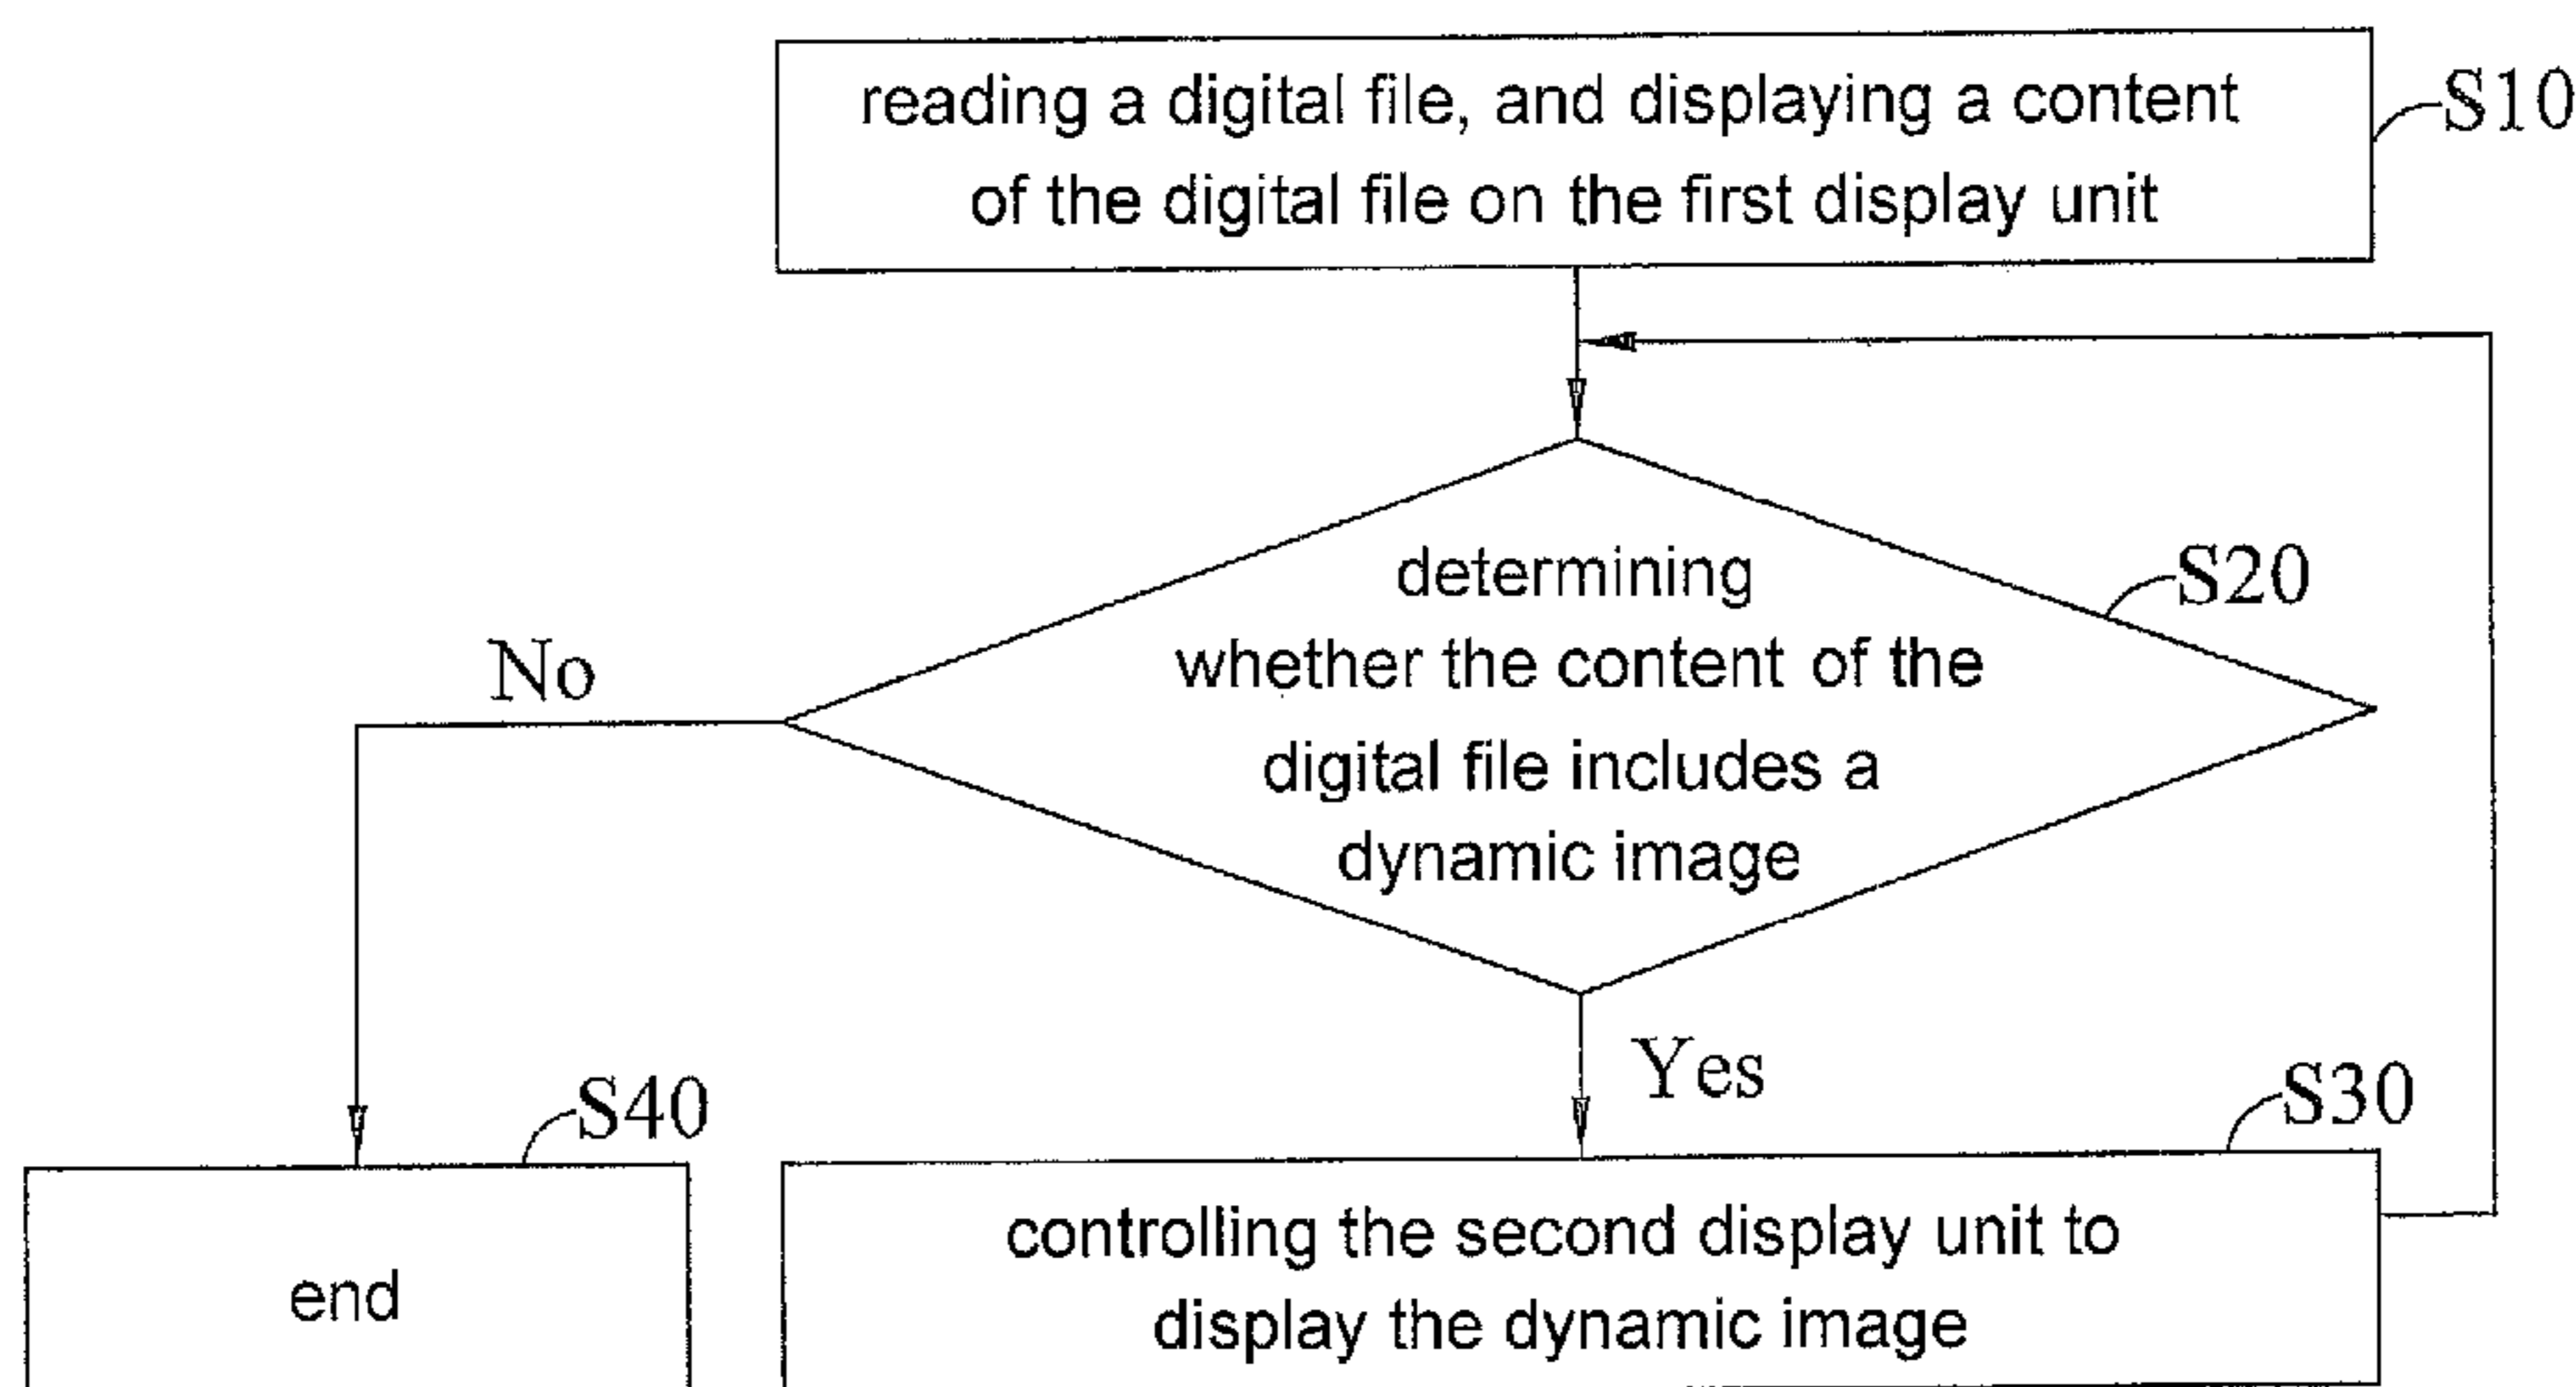 reading a digital file, and displaying a content
of the digital file on the first display unit
S10
determining
whether the content of the
digital file includes a
dynamic image
S20
No
Yes
S40
end
S30
controlling the second display unit to
display the dynamic image